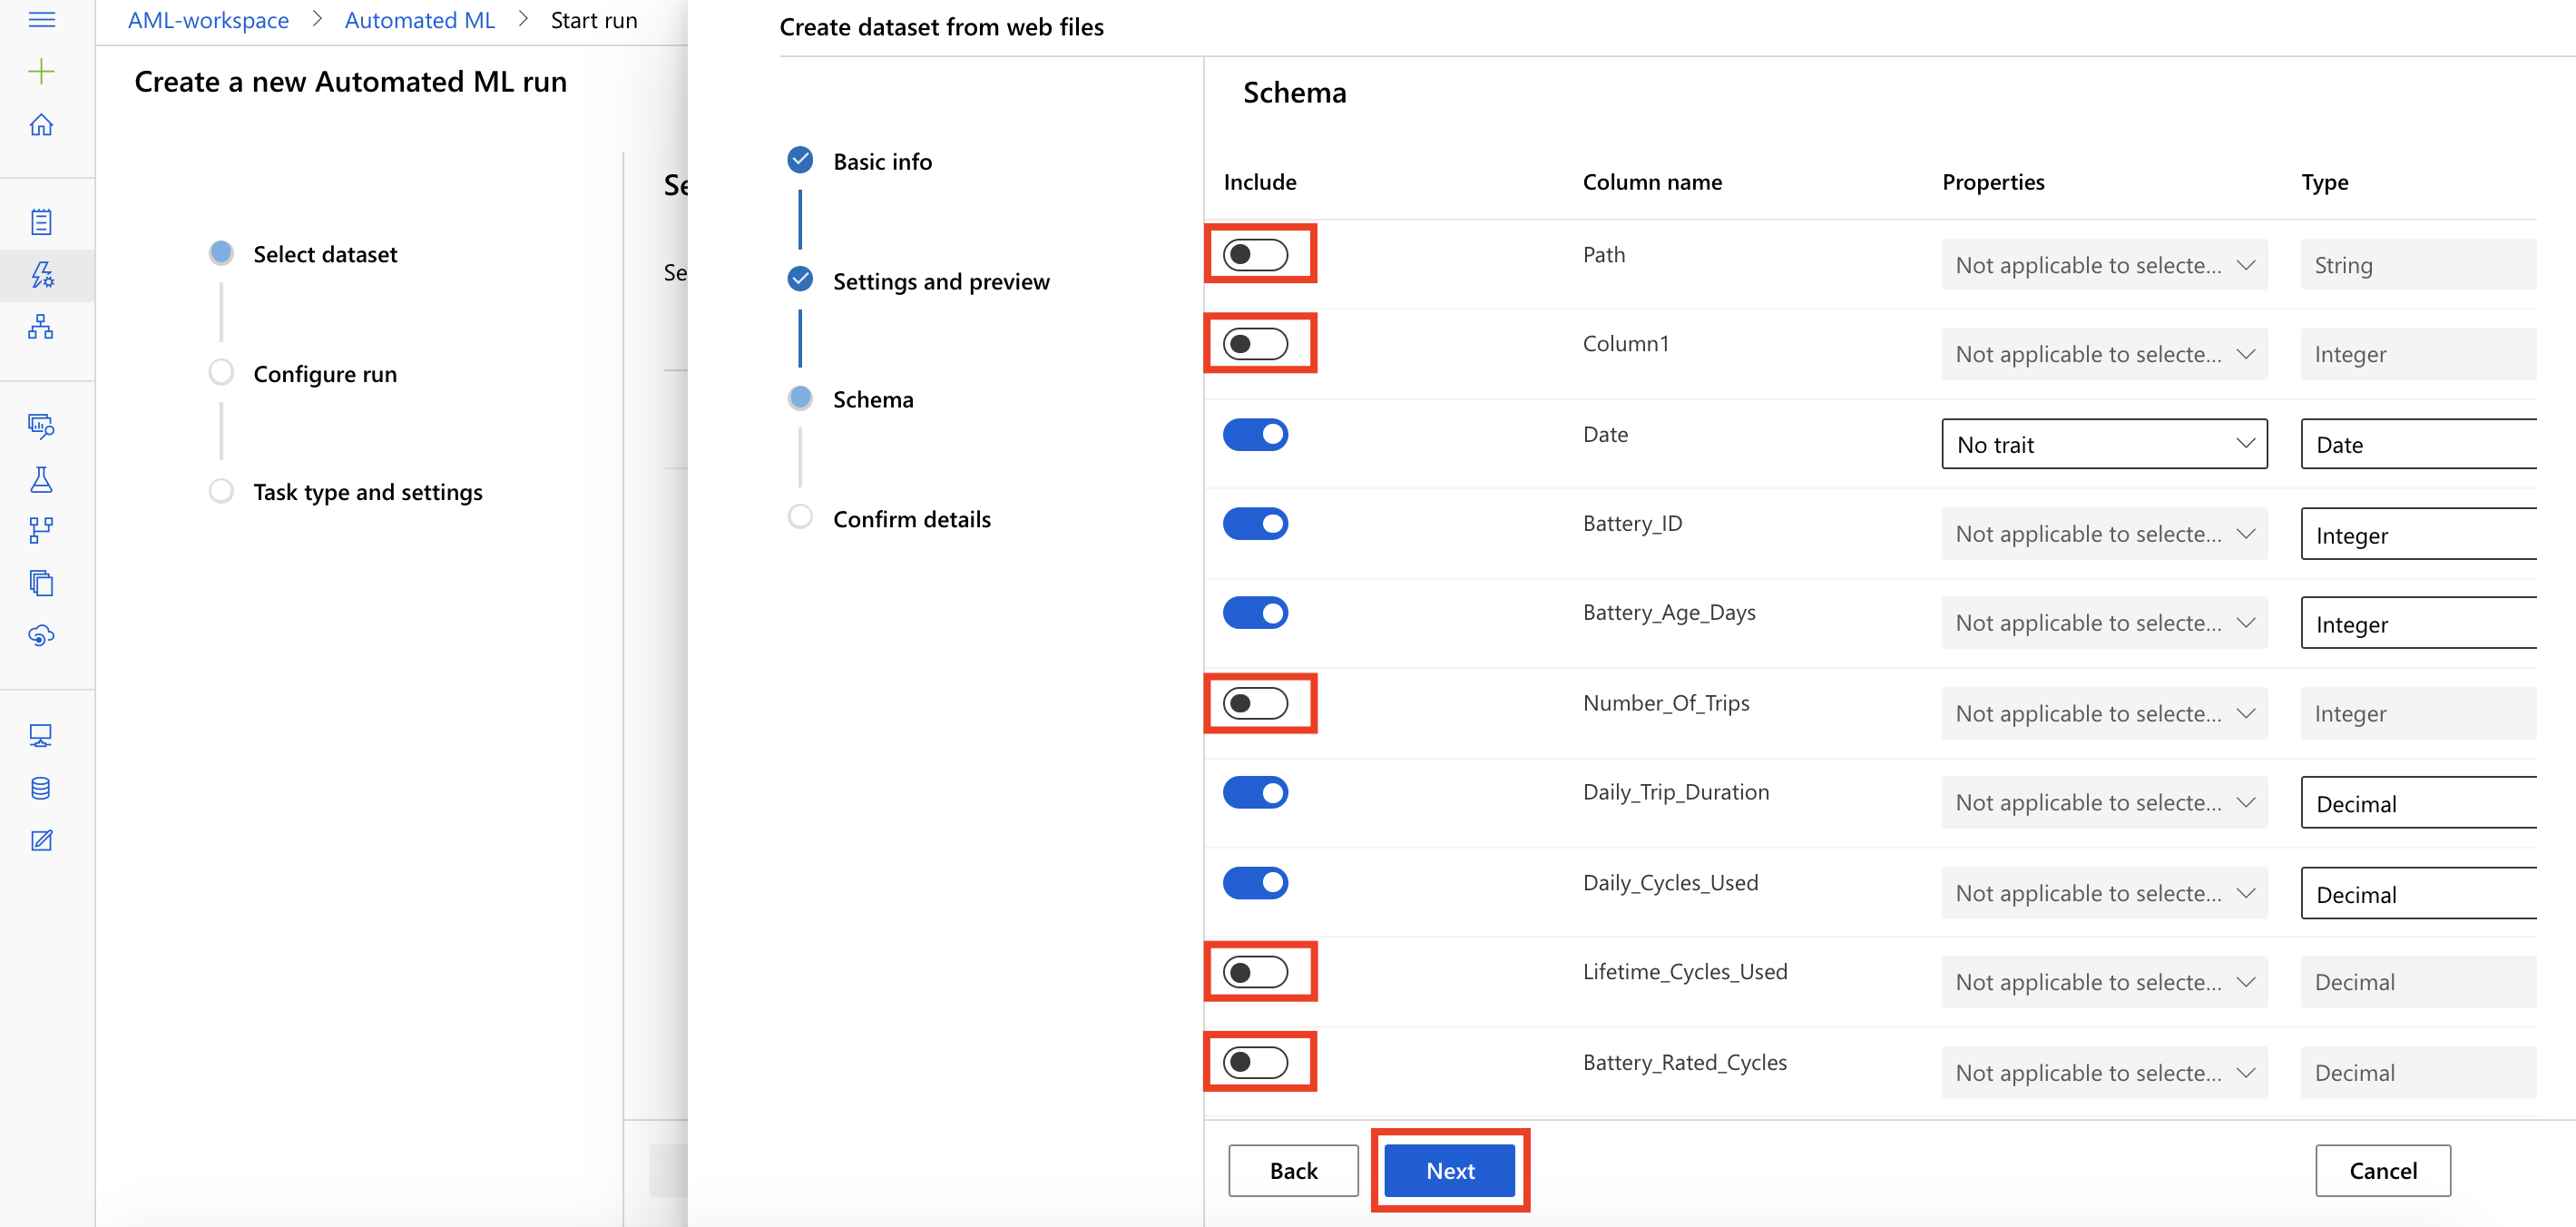 AML-workspace > Automated ML > Start run
Create a new Automated ML run
Select dataset
Configure run
Task type and settings
Se
Se
Create dataset from web files
Basic info
Settings and preview
Schema
Confirm details
Schema
Include Column name Properties Type
Path Not applicable to selecte... String
Column1 Not applicable to selecte... Integer
Date No trait Date
Battery_ID Not applicable to selecte... Integer
Battery_Age_Days Not applicable to selecte... Integer
Number_Of_Trips Not applicable to selecte... Integer
Daily_Trip_Duration Not applicable to selecte... Decimal
Daily_Cycles_Used Not applicable to selecte... Decimal
Lifetime_Cycles_Used Not applicable to selecte... Decimal
Battery_Rated_Cycles Not applicable to selecte... Decimal
Back Next Cancel